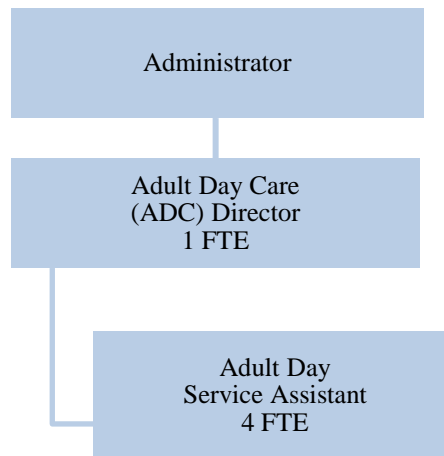 Administrator
Adult Day Care
(ADC) Director
1 FTE
Adult Day
Service Assistant
4 FTE